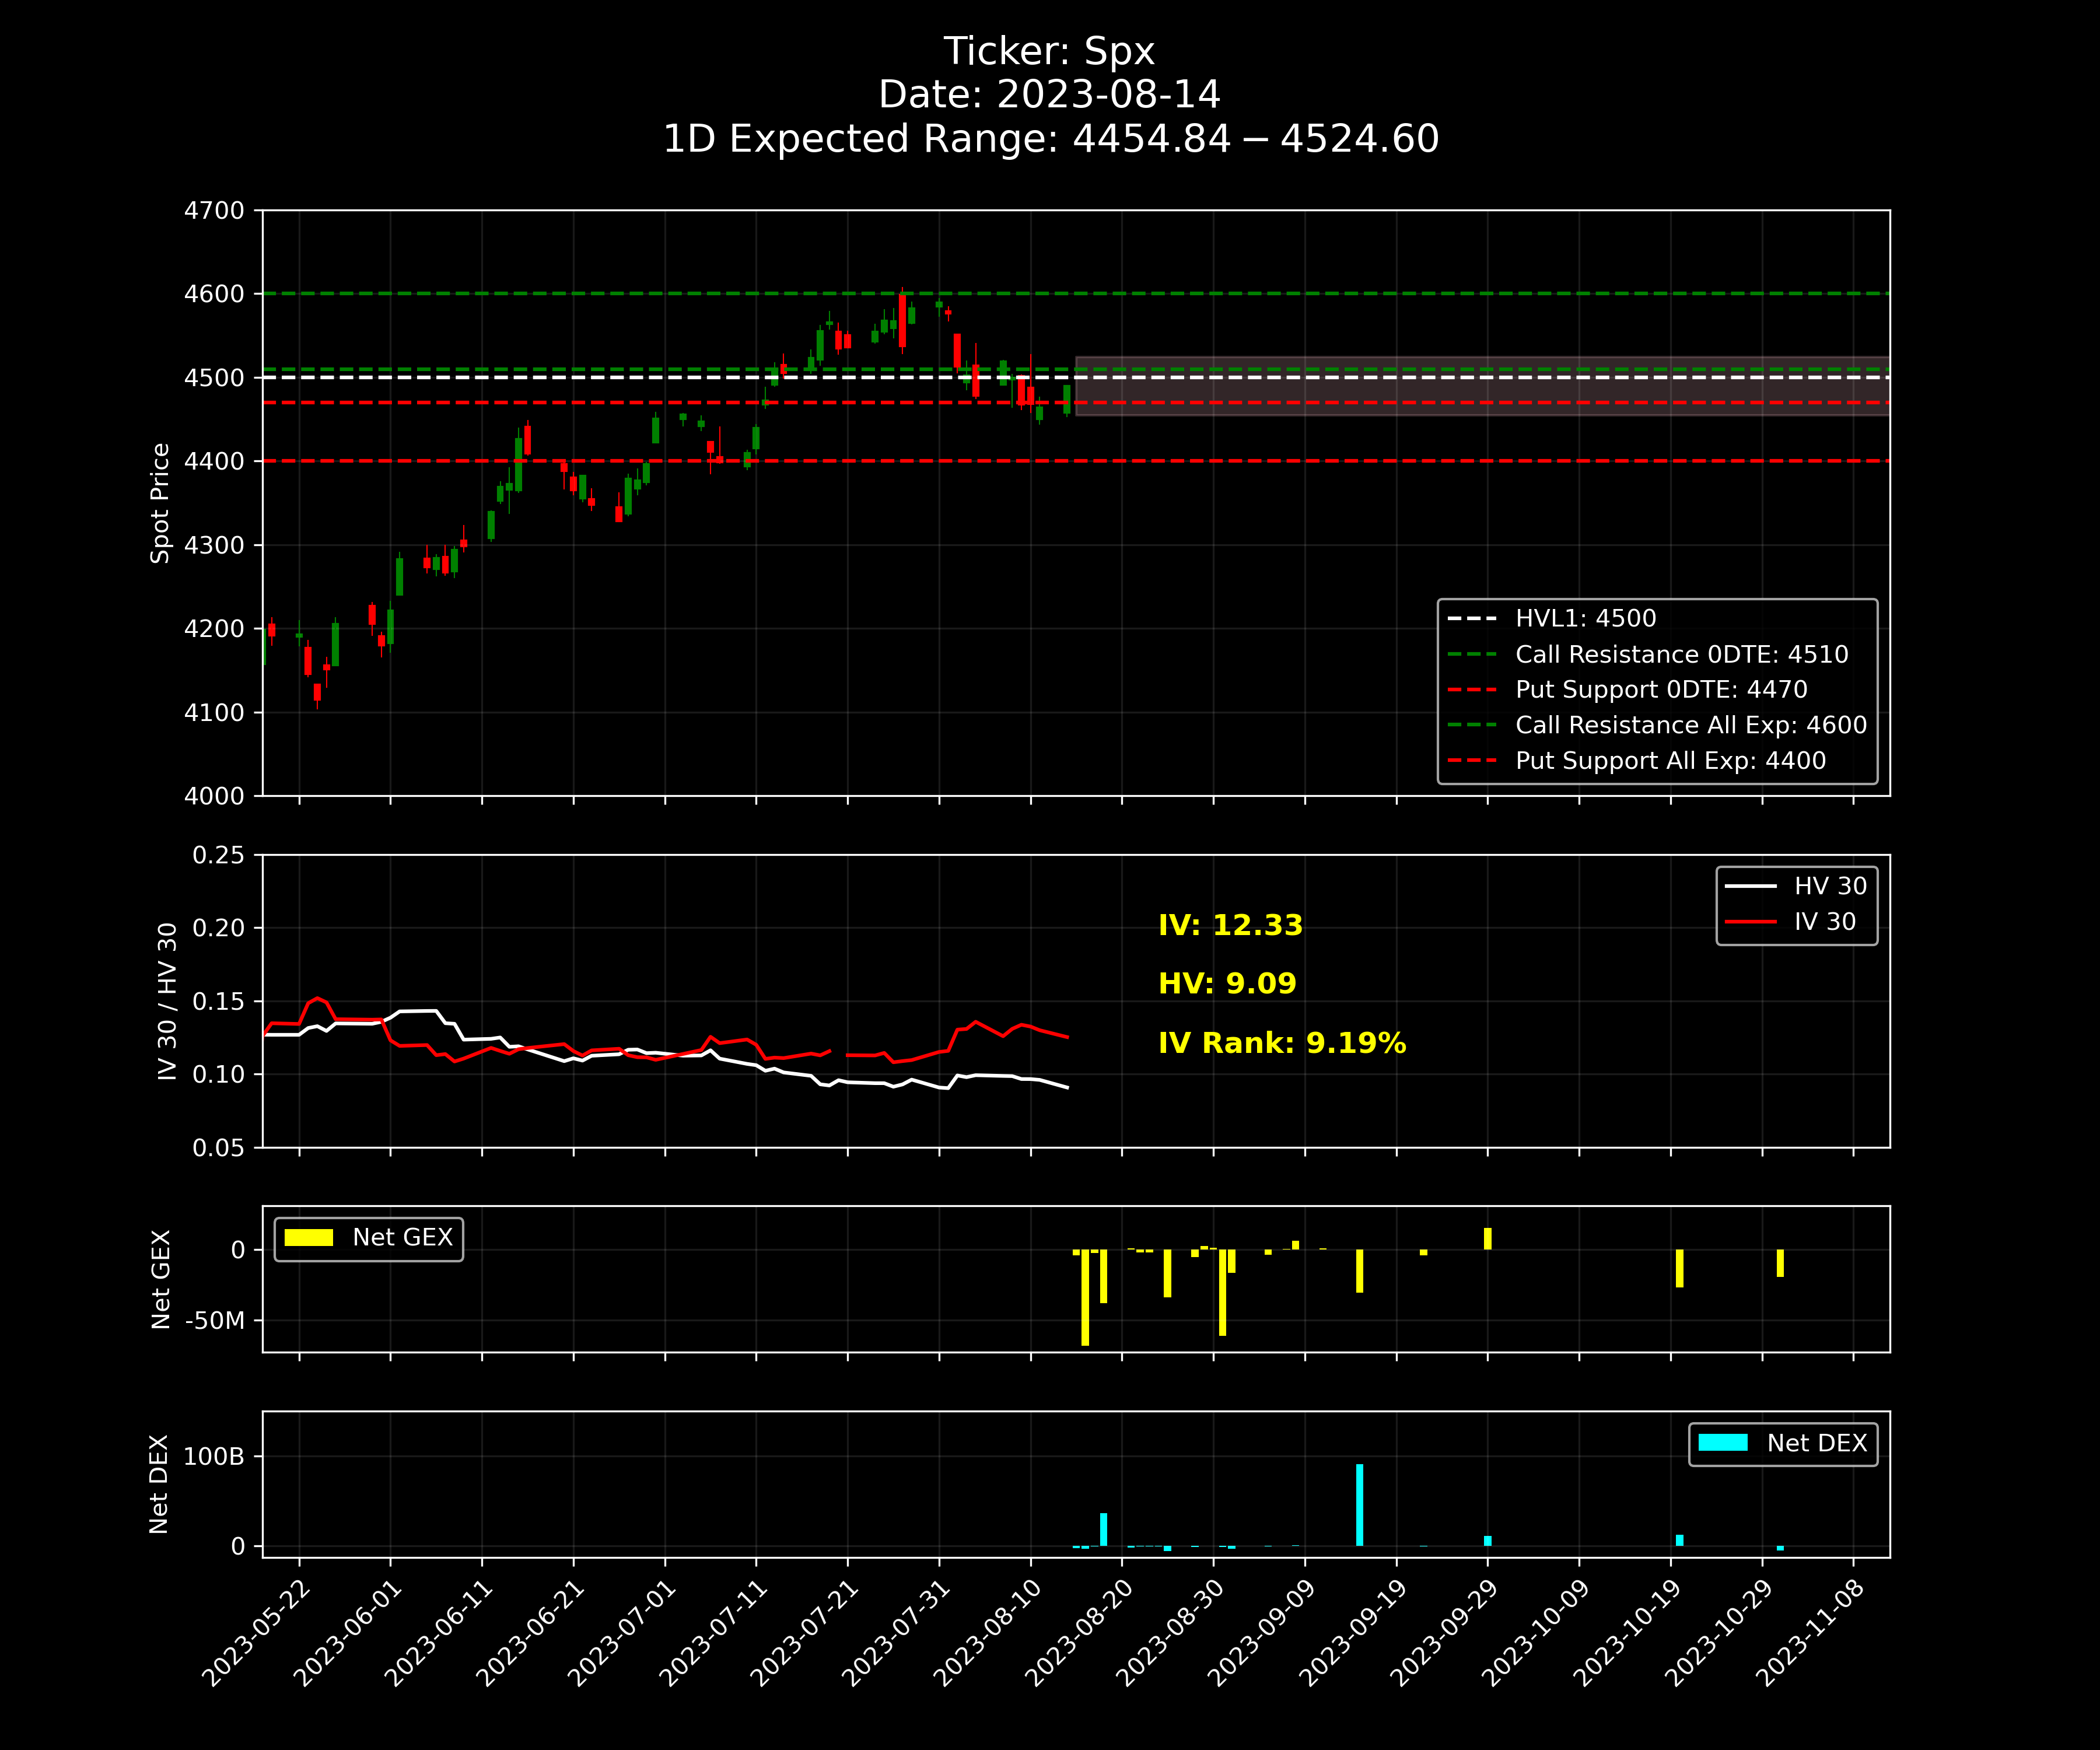 Ticker: Spx
Date: 2023-08-14
1D Expected Range: 4454.84 − 4524.60
Spot Price
4700
4600
4500
4400
4300
4200
4100
4000
HVL1: 4500
Call Resistance 0DTE: 4510
Put Support 0DTE: 4470
Call Resistance All Exp: 4600
Put Support All Exp: 4400
IV 30 / HV 30
0.25
0.20
0.15
0.10
0.05
IV: 12.33
HV: 9.09
IV Rank: 9.19%
HV 30
IV 30
Net GEX
0
-50M
Net GEX
Net DEX
100B
0
Net DEX
2023-05-22
2023-06-01
2023-06-11
2023-06-21
2023-07-01
2023-07-11
2023-07-21
2023-07-31
2023-08-10
2023-08-20
2023-08-30
2023-09-09
2023-09-19
2023-09-29
2023-10-09
2023-10-19
2023-10-29
2023-11-08